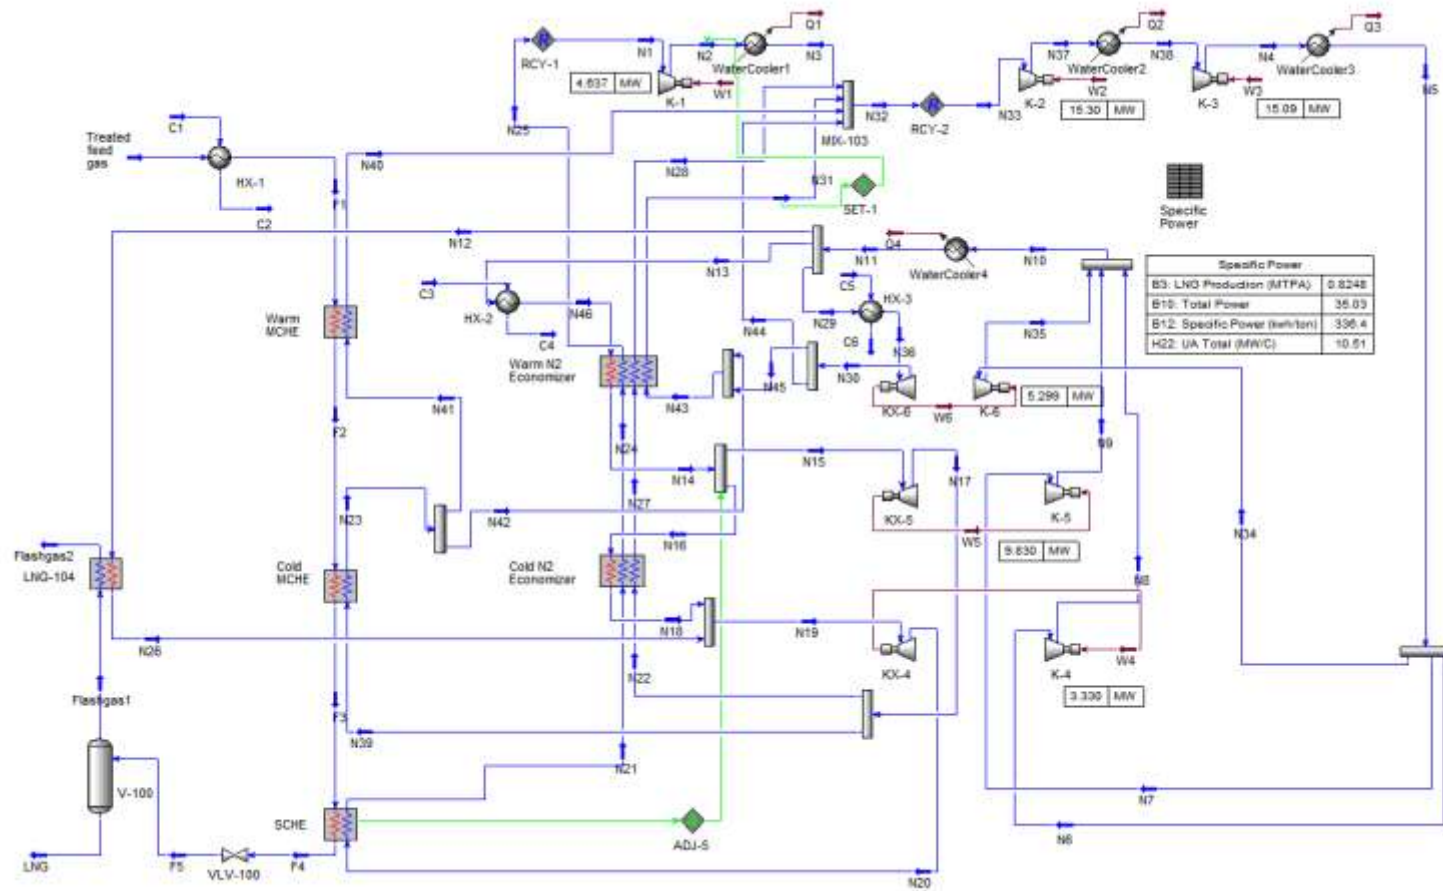 Q1
Q2
Q3
RCY-1
N1
N2
WaterCooler1
N3
4.637 MW
K-1
W1
N37
WaterCooler2
N38
K-2
W2
15.30 MW
N4
WaterCooler3
K-3
W3
15.09 MW
N5
N25
N32
RCY-2
N33
MIX-103
C1
Treated
feed
gas
HX-1
C2
F1
N40
N28
N31
SET-1
Specific
Power
N12
N13
Q4
N11
WaterCooler4
N10
C3
HX-2
N46
C4
C5
HX-3
N29
C6
N36
N44
N35
Specific Power
B3: LNG Production (MTPA) 0.8248
B10: Total Power 35.03
B12: Specific Power (kwh/ton) 336.4
H22: UA Total (MW/C) 10.51
Warm
MCHE
Warm N2
Economizer
N45
N30
N43
KX-6
W6
K-6
5.299 MW
N41
F2
N24
N14
N15
N17
N9
N27
KX-5
K-5
W5
9.830 MW
N23
N42
N16
N34
Flashgas2
LNG-104
Cold
MCHE
Cold N2
Economizer
N8
N18
N19
N26
KX-4
K-4
W4
3.330 MW
N22
Flashgas1
F3
N39
N21
V-100
N7
SCHE
ADJ-5
N6
LNG
F5
VLV-100
F4
N20